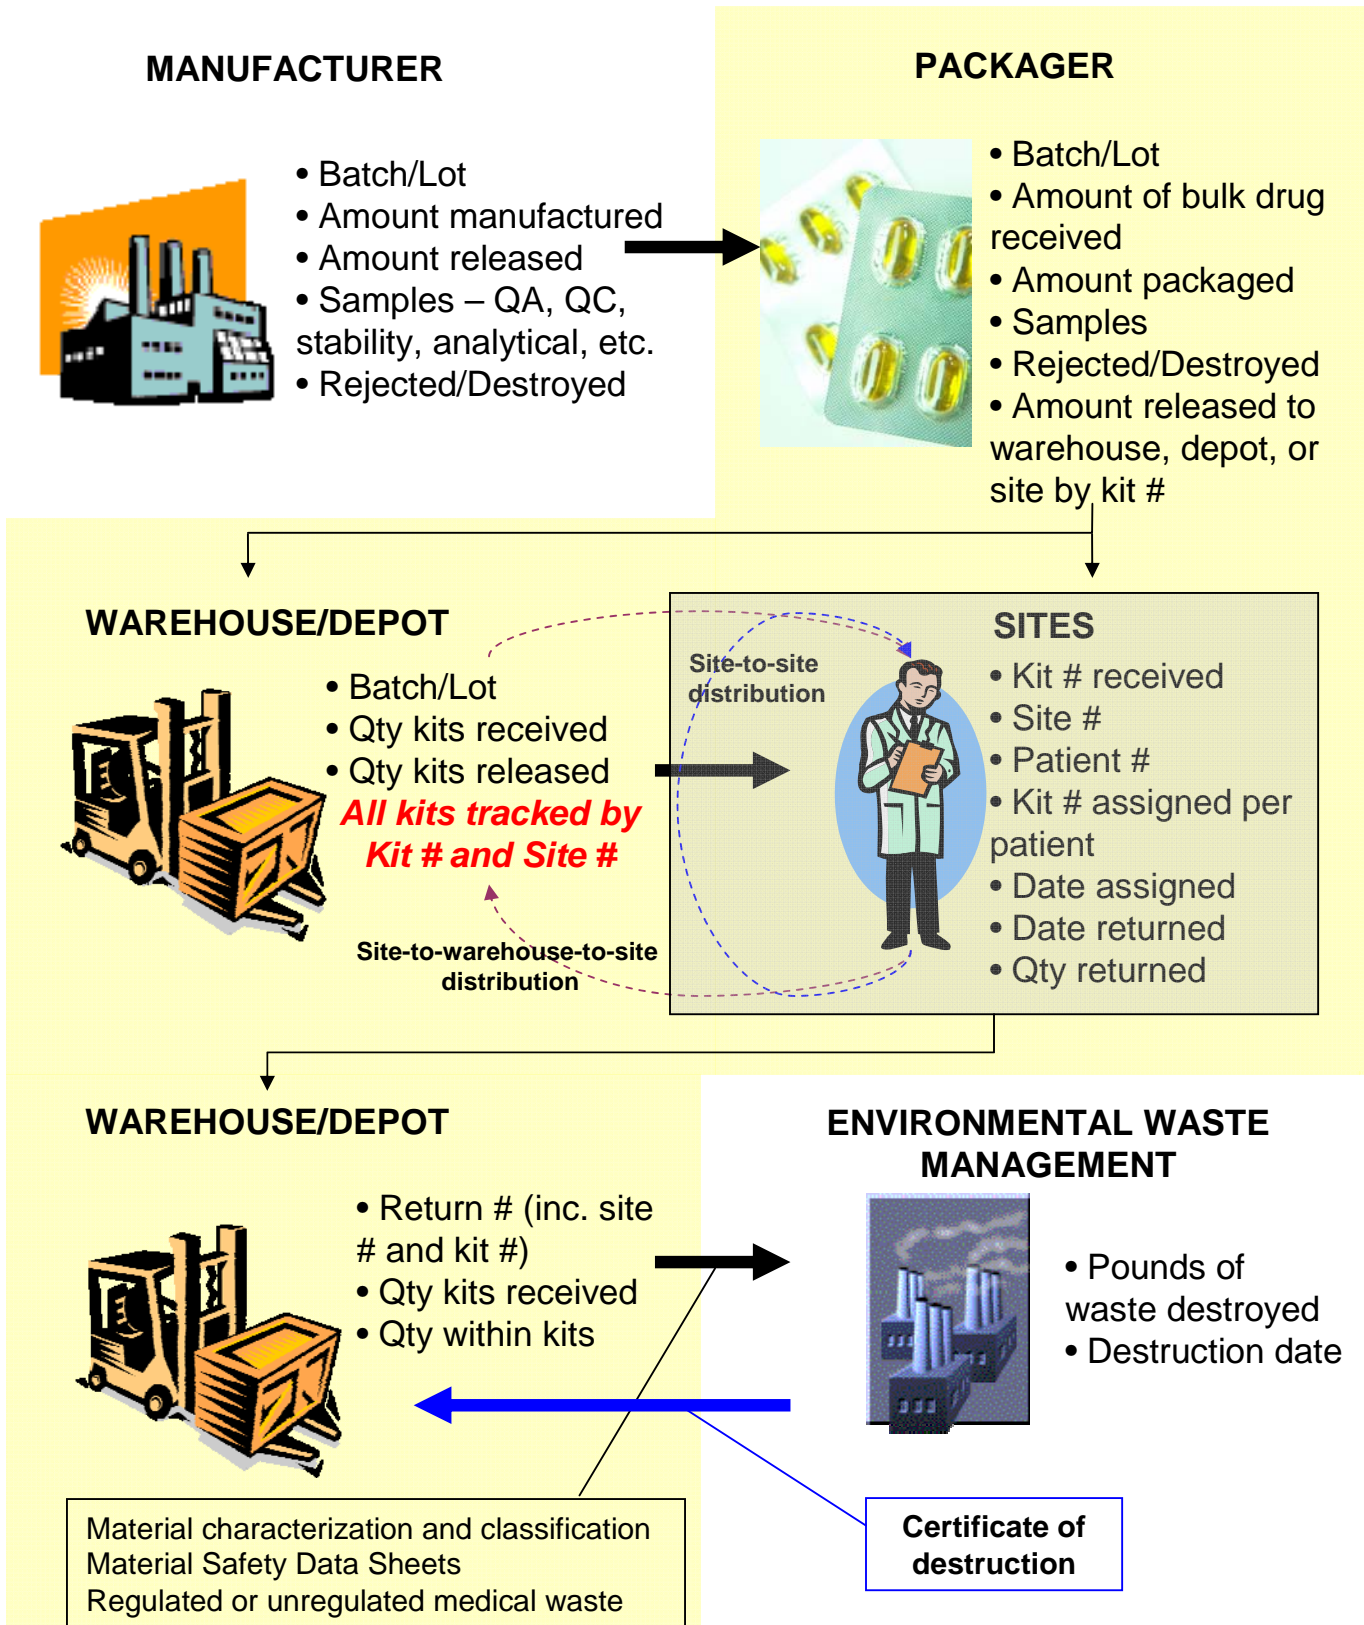 MANUFACTURER
• Batch/Lot
• Amount manufactured
• Amount released
• Samples – QA, QC,
stability, analytical, etc.
• Rejected/Destroyed
PACKAGER
• Batch/Lot
• Amount of bulk drug
received
• Amount packaged
• Samples
• Rejected/Destroyed
• Amount released to
warehouse, depot, or
site by kit #
WAREHOUSE/DEPOT
• Batch/Lot
• Qty kits received
• Qty kits released
All kits tracked by
Kit # and Site #
Site-to-warehouse-to-site
distribution
Site-to-site
distribution
SITES
• Kit # received
• Site #
• Patient #
• Kit # assigned per
patient
• Date assigned
• Date returned
• Qty returned
WAREHOUSE/DEPOT
• Return # (inc. site
# and kit #)
• Qty kits received
• Qty within kits
ENVIRONMENTAL WASTE
MANAGEMENT
• Pounds of
waste destroyed
• Destruction date
Material characterization and classification
Material Safety Data Sheets
Regulated or unregulated medical waste
Certificate of
destruction